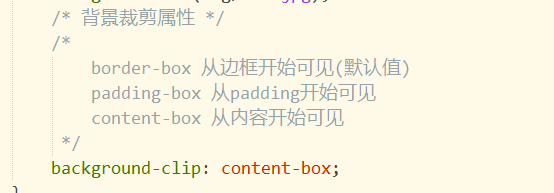 /* 背景裁剪属性 */
/*
border-box 从边框开始可见(默认值)
padding-box 从padding开始可见
content-box 从内容开始可见
*/
background-clip: content-box;
}